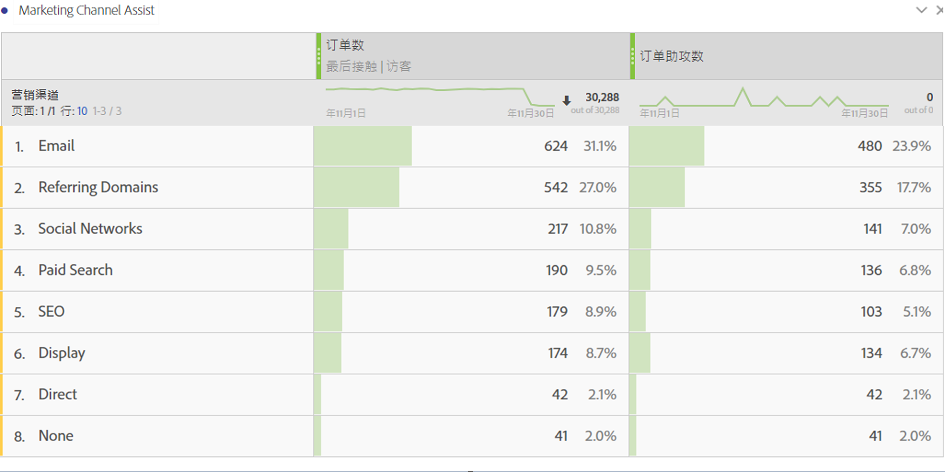 Marketing Channel Assist
订单数
最后接触 | 访客
订单助攻数
营销渠道
页面: 1 /1 行: 10 1-3 / 3
年11月1日 年11月30日
30,288
out of 30,288
年11月1日 年11月30日
0
out of 0
1. Email 624 31.1% 480 23.9%
2. Referring Domains 542 27.0% 355 17.7%
3. Social Networks 217 10.8% 141 7.0%
4. Paid Search 190 9.5% 136 6.8%
5. SEO 179 8.9% 103 5.1%
6. Display 174 8.7% 134 6.7%
7. Direct 42 2.1% 42 2.1%
8. None 41 2.0% 41 2.0%